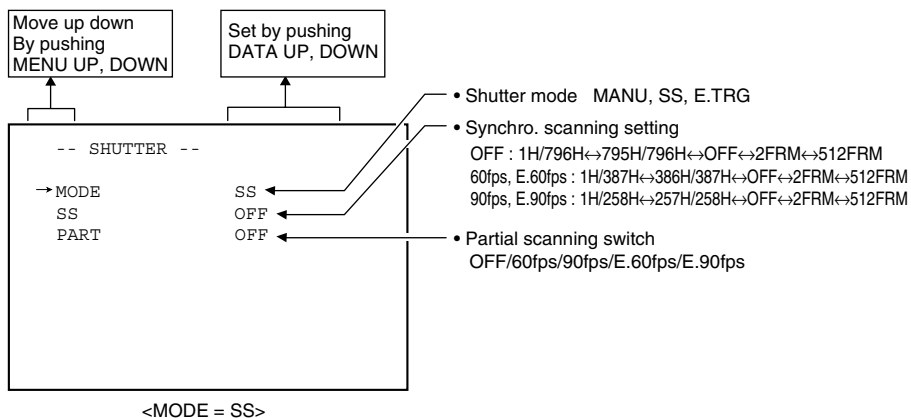 Move up down
By pushing
MENU UP, DOWN
Set by pushing
DATA UP, DOWN
-- SHUTTER --
→MODE SS
SS OFF
PART OFF
• Shutter mode MANU, SS, E.TRG
• Synchro. scanning setting
OFF : 1H/796H↔795H/796H↔OFF↔2FRM↔512FRM
60fps, E.60fps : 1H/387H↔386H/387H↔OFF↔2FRM↔512FRM
90fps, E.90fps : 1H/258H↔257H/258H↔OFF↔2FRM↔512FRM
• Partial scanning switch
OFF/60fps/90fps/E.60fps/E.90fps
<MODE = SS>